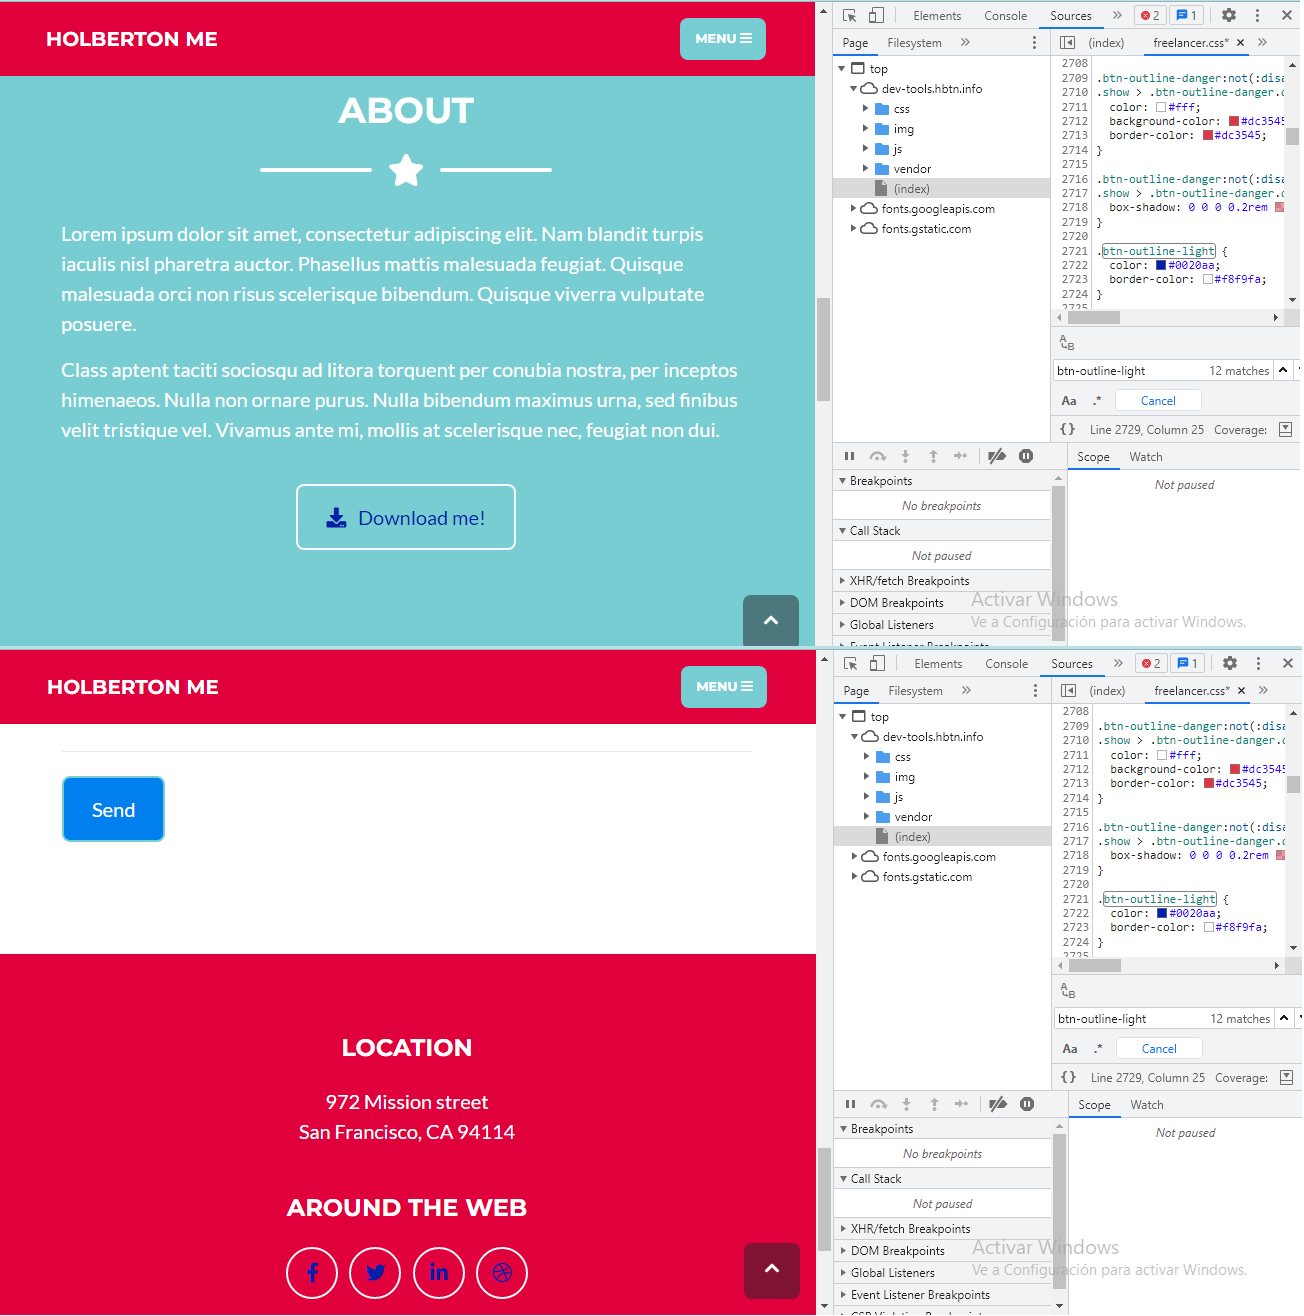 HOLBERTON ME
MENU
ABOUT
Lorem ipsum dolor sit amet, consectetur adipiscing elit. Nam blandit turpis
iaculis nisl pharetra auctor. Phasellus mattis malesuada feugiat. Quisque
malesuada orci non risus scelerisque bibendum. Quisque viverra vulputate
posuere.
Class aptent taciti sociosqu ad litora torquent per conubia nostra, per inceptos
himenaeos. Nulla non ornare purus. Nulla bibendum maximus urna, sed finibus
velit tristique vel. Vivamus ante mi, mollis at scelerisque nec, feugiat non dui.
Download me!
Elements Console Sources 2 1
Page Filesystem
top
dev-tools.hbtn.info
css
img
js
vendor
(index)
fonts.googleapis.com
fonts.gstatic.com
(index) freelancer.css*
2708
2709 .btn-outline-danger:not(:disa
2710 .show > .btn-outline-danger.d
2711 color: #fff;
2712 background-color: #dc3545
2713 border-color: #dc3545;
2714 }
2715
2716 .btn-outline-danger:not(:disa
2717 .show > .btn-outline-danger.d
2718 box-shadow: 0 0 0 0.2rem
2719 }
2720
2721 .btn-outline-light {
2722 color: #0020aa;
2723 border-color: #f8f9fa;
2724 }
2725
A B
btn-outline-light 12 matches
Aa .* Cancel
{} Line 2729, Column 25 Coverage:
Breakpoints
No breakpoints
Call Stack
Not paused
XHR/fetch Breakpoints
DOM Breakpoints
Global Listeners
Event Listener Breakpoints
Scope Watch
Not paused
Activar Windows
Ve a Configuración para activar Windows.
HOLBERTON ME
MENU
Send
LOCATION
972 Mission street
San Francisco, CA 94114
AROUND THE WEB
Elements Console Sources 2 1
Page Filesystem
top
dev-tools.hbtn.info
css
img
js
vendor
(index)
fonts.googleapis.com
fonts.gstatic.com
(index) freelancer.css*
2708
2709 .btn-outline-danger:not(:disa
2710 .show > .btn-outline-danger.d
2711 color: #fff;
2712 background-color: #dc3545
2713 border-color: #dc3545;
2714 }
2715
2716 .btn-outline-danger:not(:disa
2717 .show > .btn-outline-danger.d
2718 box-shadow: 0 0 0 0.2rem
2719 }
2720
2721 .btn-outline-light {
2722 color: #0020aa;
2723 border-color: #f8f9fa;
2724 }
2725
A B
btn-outline-light 12 matches
Aa .* Cancel
{} Line 2729, Column 25 Coverage:
Breakpoints
No breakpoints
Call Stack
Not paused
XHR/fetch Breakpoints
DOM Breakpoints
Global Listeners
Event Listener Breakpoints
CSP Violation Breakpoints
Scope Watch
Not paused
Activar Windows
Ve a Configuración para activar Windows.